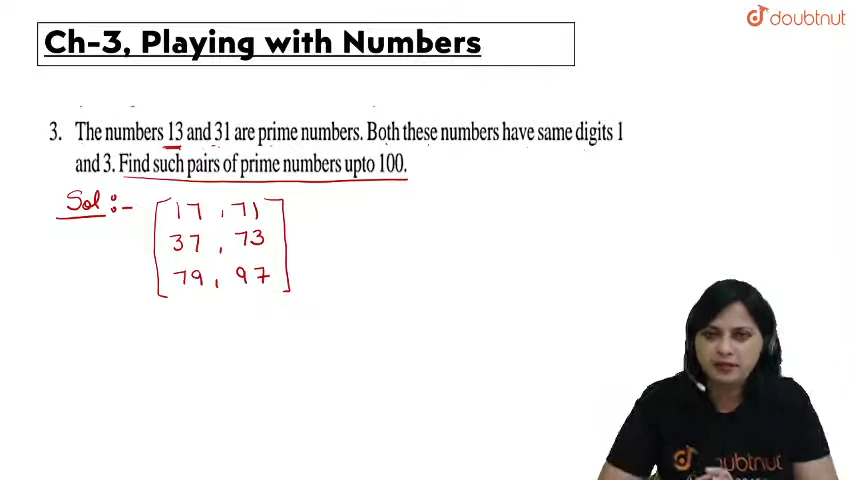 doubtnut
Ch-3, Playing with Numbers
3. The numbers 13 and 31 are prime numbers. Both these numbers have same digits 1
and 3. Find such pairs of prime numbers upto 100.
Sol :-
17 , 71
37 , 73
79 , 97
doubtnut